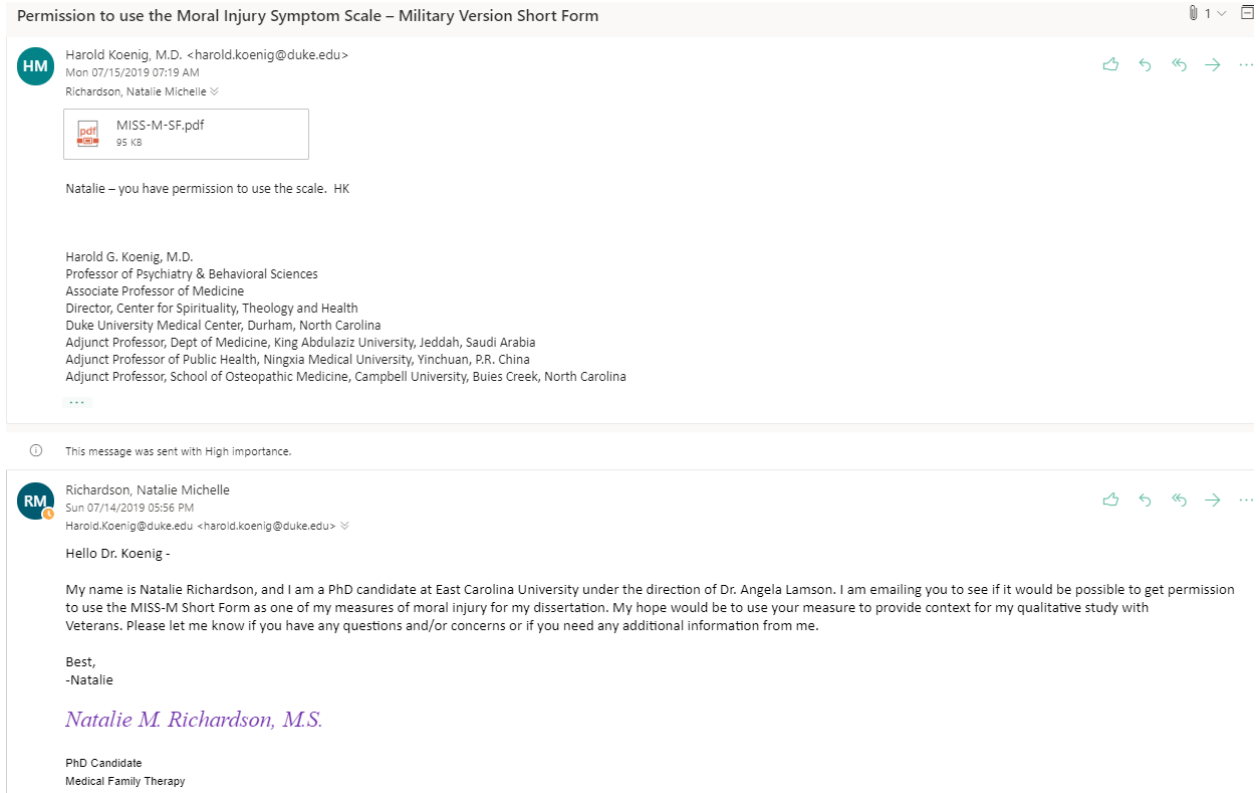 Permission to use the Moral Injury Symptom Scale – Military Version Short Form
1
HM
Harold Koenig, M.D. <harold.koenig@duke.edu>
Mon 07/15/2019 07:19 AM
Richardson, Natalie Michelle
pdf
MISS-M-SF.pdf
95 KB
Natalie – you have permission to use the scale.  HK
Harold G. Koenig, M.D.
Professor of Psychiatry & Behavioral Sciences
Associate Professor of Medicine
Director, Center for Spirituality, Theology and Health
Duke University Medical Center, Durham, North Carolina
Adjunct Professor, Dept of Medicine, King Abdulaziz University, Jeddah, Saudi Arabia
Adjunct Professor of Public Health, Ningxia Medical University, Yinchuan, P.R. China
Adjunct Professor, School of Osteopathic Medicine, Campbell University, Buies Creek, North Carolina
...
This message was sent with High importance.
RM
Richardson, Natalie Michelle
Sun 07/14/2019 05:56 PM
Harold.Koenig@duke.edu <harold.koenig@duke.edu>
Hello Dr. Koenig -
My name is Natalie Richardson, and I am a PhD candidate at East Carolina University under the direction of Dr. Angela Lamson. I am emailing you to see if it would be possible to get permission
to use the MISS-M Short Form as one of my measures of moral injury for my dissertation. My hope would be to use your measure to provide context for my qualitative study with
Veterans. Please let me know if you have any questions and/or concerns or if you need any additional information from me.
Best,
-Natalie
Natalie M. Richardson, M.S.
PhD Candidate
Medical Family Therapy